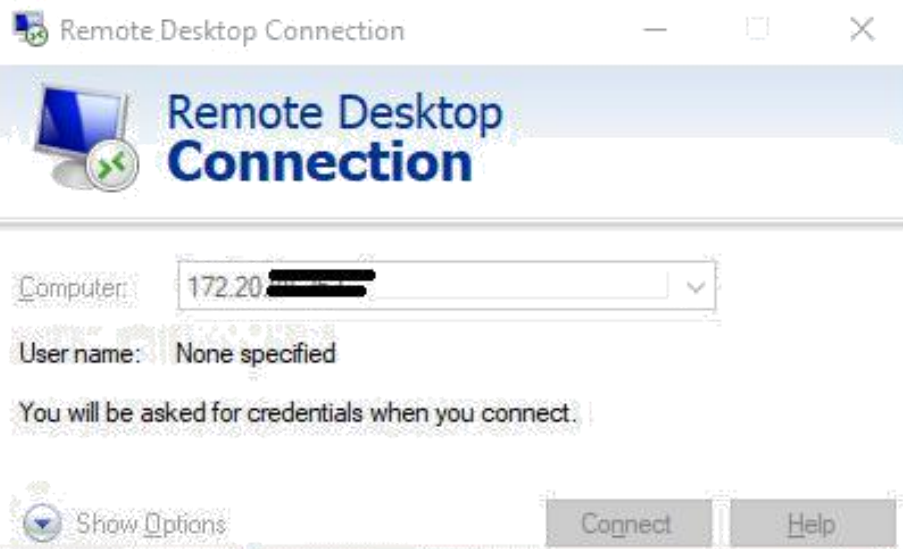 Remote Desktop Connection
Remote Desktop
Connection
Computer:
172.20.
User name: None specified
You will be asked for credentials when you connect.
Show Options
Connect
Help